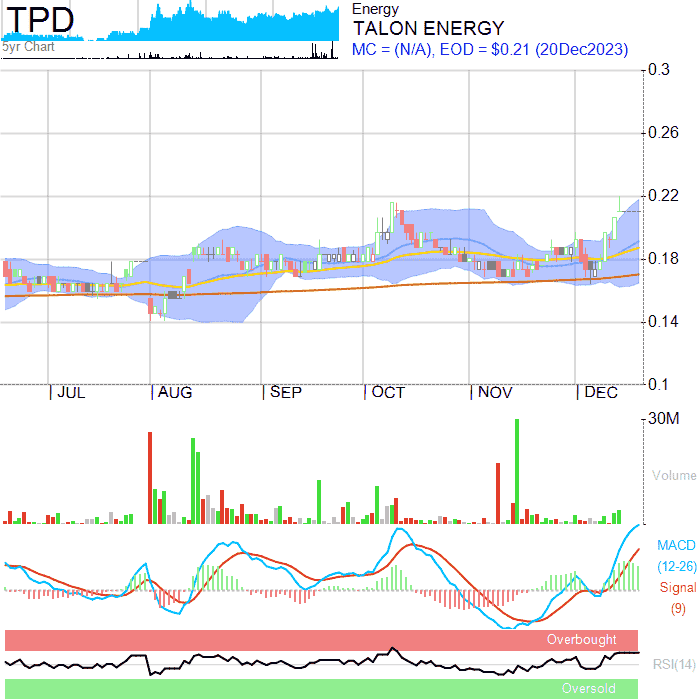 TPD
5yr Chart
Energy
TALON ENERGY
MC = (N/A), EOD = $0.21 (20Dec2023)
0.3
0.26
0.22
0.18
0.14
0.1
JUL AUG SEP OCT NOV DEC
30M
Volume
MACD
(12-26)
Signal
(9)
Overbought
RSI(14)
Oversold